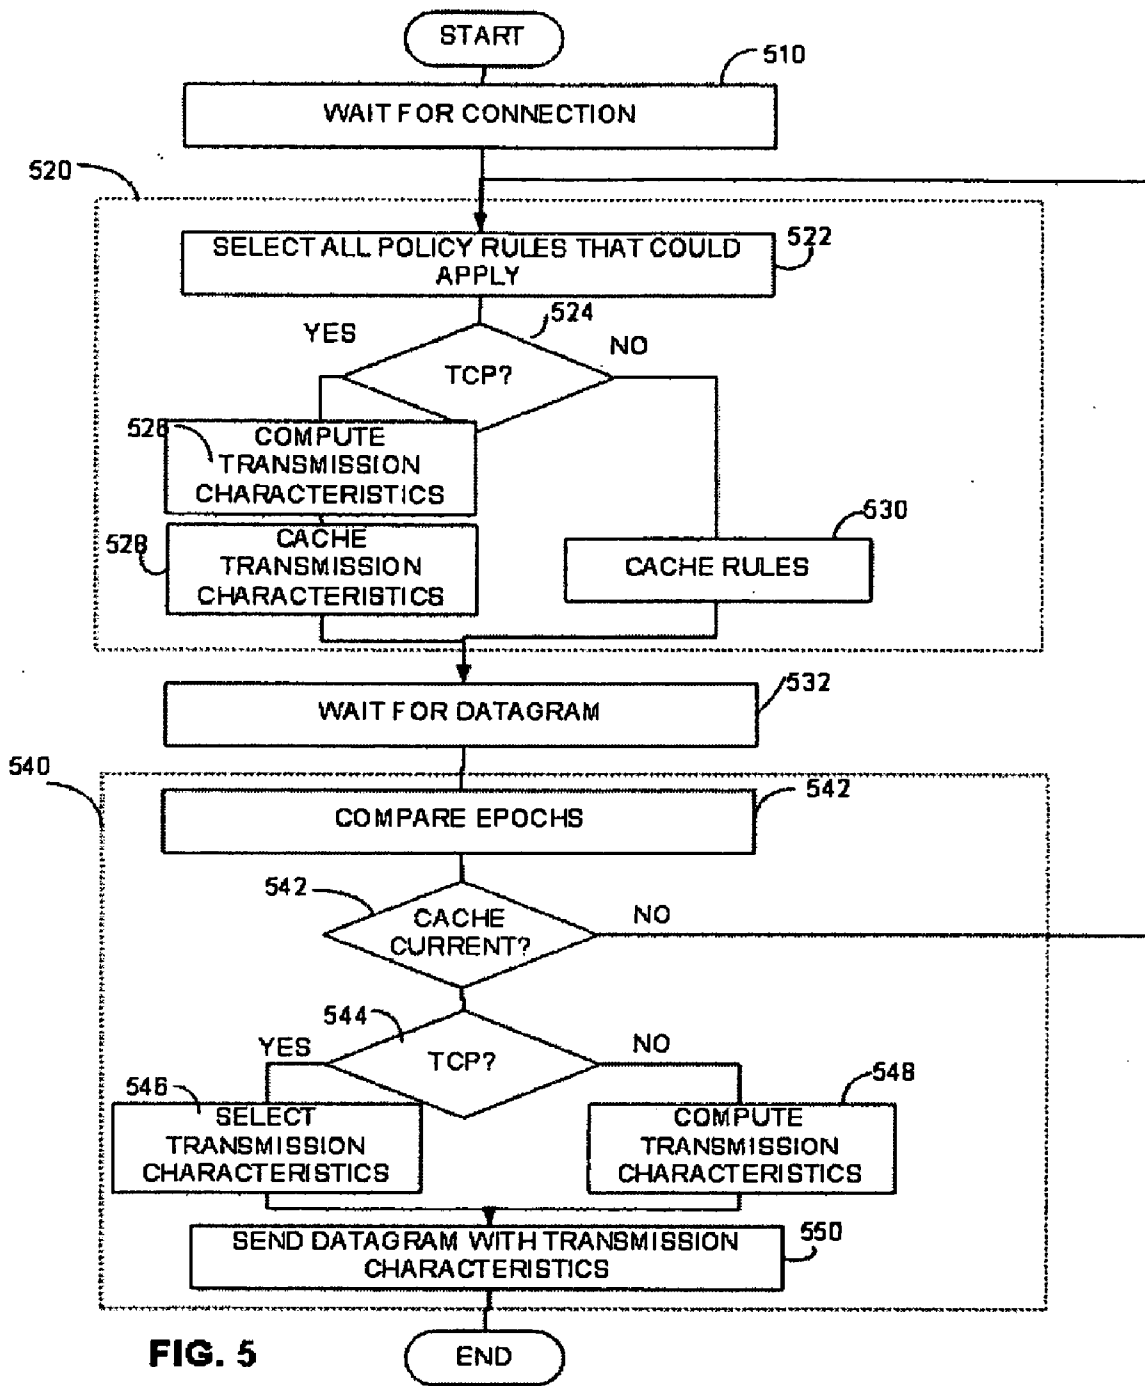 START
510
WAIT FOR CONNECTION
520
SELECT ALL POLICY RULES THAT COULD
APPLY
522
524
YES
NO
TCP?
526
COMPUTE
TRANSMISSION
CHARACTERISTICS
530
528
CACHE
TRANSMISSION
CHARACTERISTICS
CACHE RULES
532
WAIT FOR DATAGRAM
540
542
COMPARE EPOCHS
542
CACHE
CURRENT?
NO
544
YES
TCP?
NO
546
548
SELECT
TRANSMISSION
CHARACTERISTICS
COMPUTE
TRANSMISSION
CHARACTERISTICS
550
SEND DATAGRAM WITH TRANSMISSION
CHARACTERISTICS
FIG. 5
END